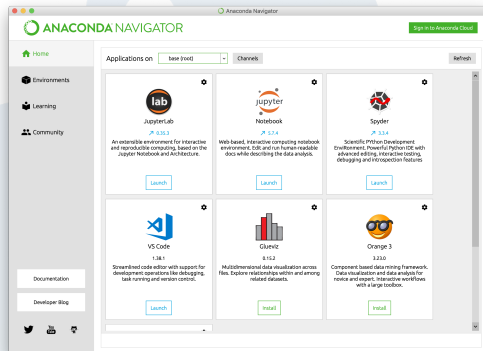 Anaconda Navigator
ANACONDA NAVIGATOR
Sign in to Anaconda Cloud
Home
Environments
Learning
Community
Documentation
Developer Blog
Applications on
base (root)
Channels
Refresh
lab
JupyterLab
0.35.3
An extensible environment for interactive
and reproducible computing, based on the
Jupyter Notebook and Architecture.
Launch
jupyter
Notebook
5.7.4
Web-based, interactive computing notebook
environment. Edit and run human-readable
docs while describing the data analysis.
Launch
Spyder
3.3.4
Scientific PYthon Development
EnviRonment. Powerful Python IDE with
advanced editing, interactive testing,
debugging and introspection features
Launch
VS Code
1.38.1
Streamlined code editor with support for
development operations like debugging,
task running and version control.
Launch
Glueviz
0.15.2
Multidimensional data visualization across
files. Explore relationships within and among
related datasets.
Install
Orange 3
3.23.0
Component based data mining framework.
Data visualization and data analysis for
novice and expert. Interactive workflows
with a large toolbox.
Install